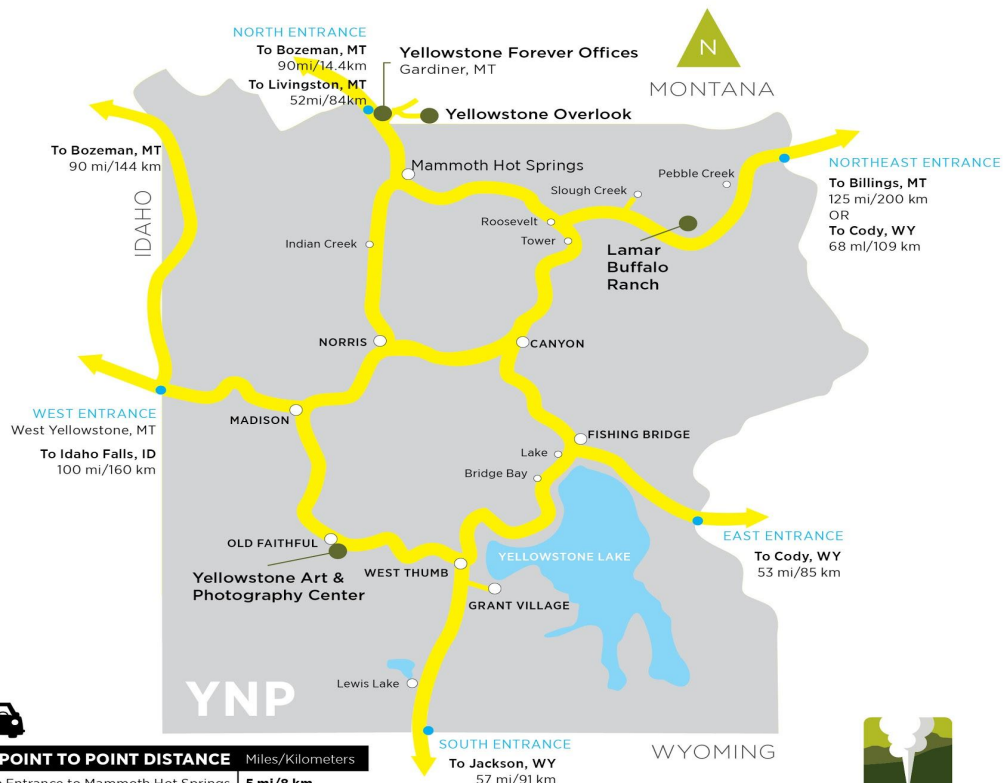 NORTH ENTRANCE
To Bozeman, MT
90mi/14.4km
To Livingston, MT
52mi/84km
Yellowstone Forever Offices
Gardiner, MT
Yellowstone Overlook
N
MONTANA
To Bozeman, MT
90 mi/144 km
IDAHO
Mammoth Hot Springs
Pebble Creek
Slough Creek
Roosevelt
Tower
Indian Creek
Lamar
Buffalo
Ranch
NORTHEAST ENTRANCE
To Billings, MT
125 mi/200 km
OR
To Cody, WY
68 ml/109 km
NORRIS
CANYON
WEST ENTRANCE
West Yellowstone, MT
To Idaho Falls, ID
100 mi/160 km
MADISON
FISHING BRIDGE
Lake
Bridge Bay
OLD FAITHFUL
Yellowstone Art &
Photography Center
WEST THUMB
YELLOWSTONE LAKE
GRANT VILLAGE
EAST ENTRANCE
To Cody, WY
53 mi/85 km
Lewis Lake
YNP
SOUTH ENTRANCE
To Jackson, WY
57 mi/91 km
WYOMING
POINT TO POINT DISTANCE Miles/Kilometers
Entrance to Mammoth Hot Springs 5 mi/8 km